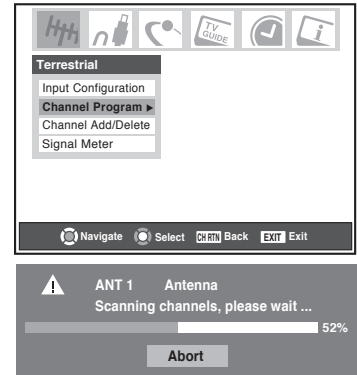 TV
GUIDE
i
Terrestrial
Input Configuration
Channel Program ▶
Channel Add/Delete
Signal Meter
Navigate Select CH RTN Back EXIT Exit
! ANT 1 Antenna
Scanning channels, please wait ...
52%
Abort